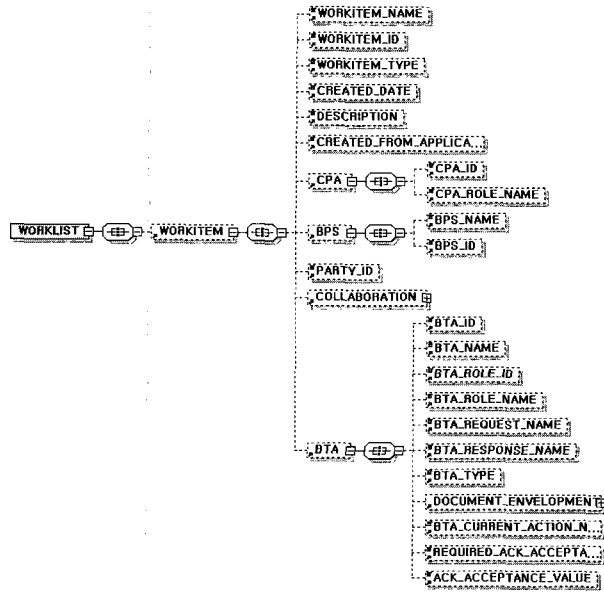 WORKITEM_NAME
WORKITEM_ID
WORKITEM_TYPE
CREATED_DATE
DESCRIPTION
CREATED_FROM_APPLICA...
CPA
CPA_ID
CPA_ROLE_NAME
WORKLIST
WORKITEM
BPS
BPS_NAME
BPS_ID
PARTY_ID
COLLABORATION
BTA
BTA_ID
BTA_NAME
BTA_ROLE_ID
BTA_ROLE_NAME
BTA_REQUEST_NAME
BTA_RESPONSE_NAME
BTA_TYPE
DOCUMENT_ENVELOPMENT
BTA_CURRENT_ACTION_N...
REQUIRED_ACK_ACCEPTA...
ACK_ACCEPTANCE_VALUE